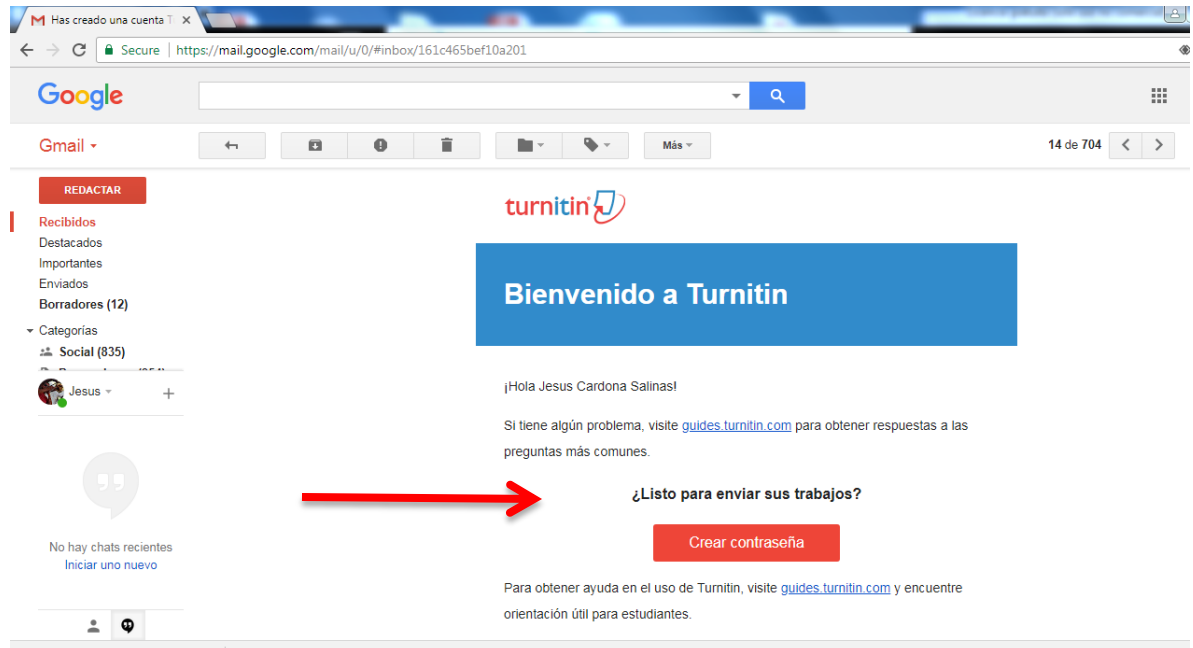 Has creado una cuenta T
Secure | https://mail.google.com/mail/u/0/#inbox/161c465bef10a201
Google
Gmail
Más
14 de 704
REDACTAR
Recibidos
Destacados
Importantes
Enviados
Borradores (12)
Categorías
Social (835)
Jesus
No hay chats recientes
Iniciar uno nuevo
turnitin
Bienvenido a Turnitin
¡Hola Jesus Cardona Salinas!
Si tiene algún problema, visite guides.turnitin.com para obtener respuestas a las
preguntas más comunes.
¿Listo para enviar sus trabajos?
Crear contraseña
Para obtener ayuda en el uso de Turnitin, visite guides.turnitin.com y encuentre
orientación útil para estudiantes.